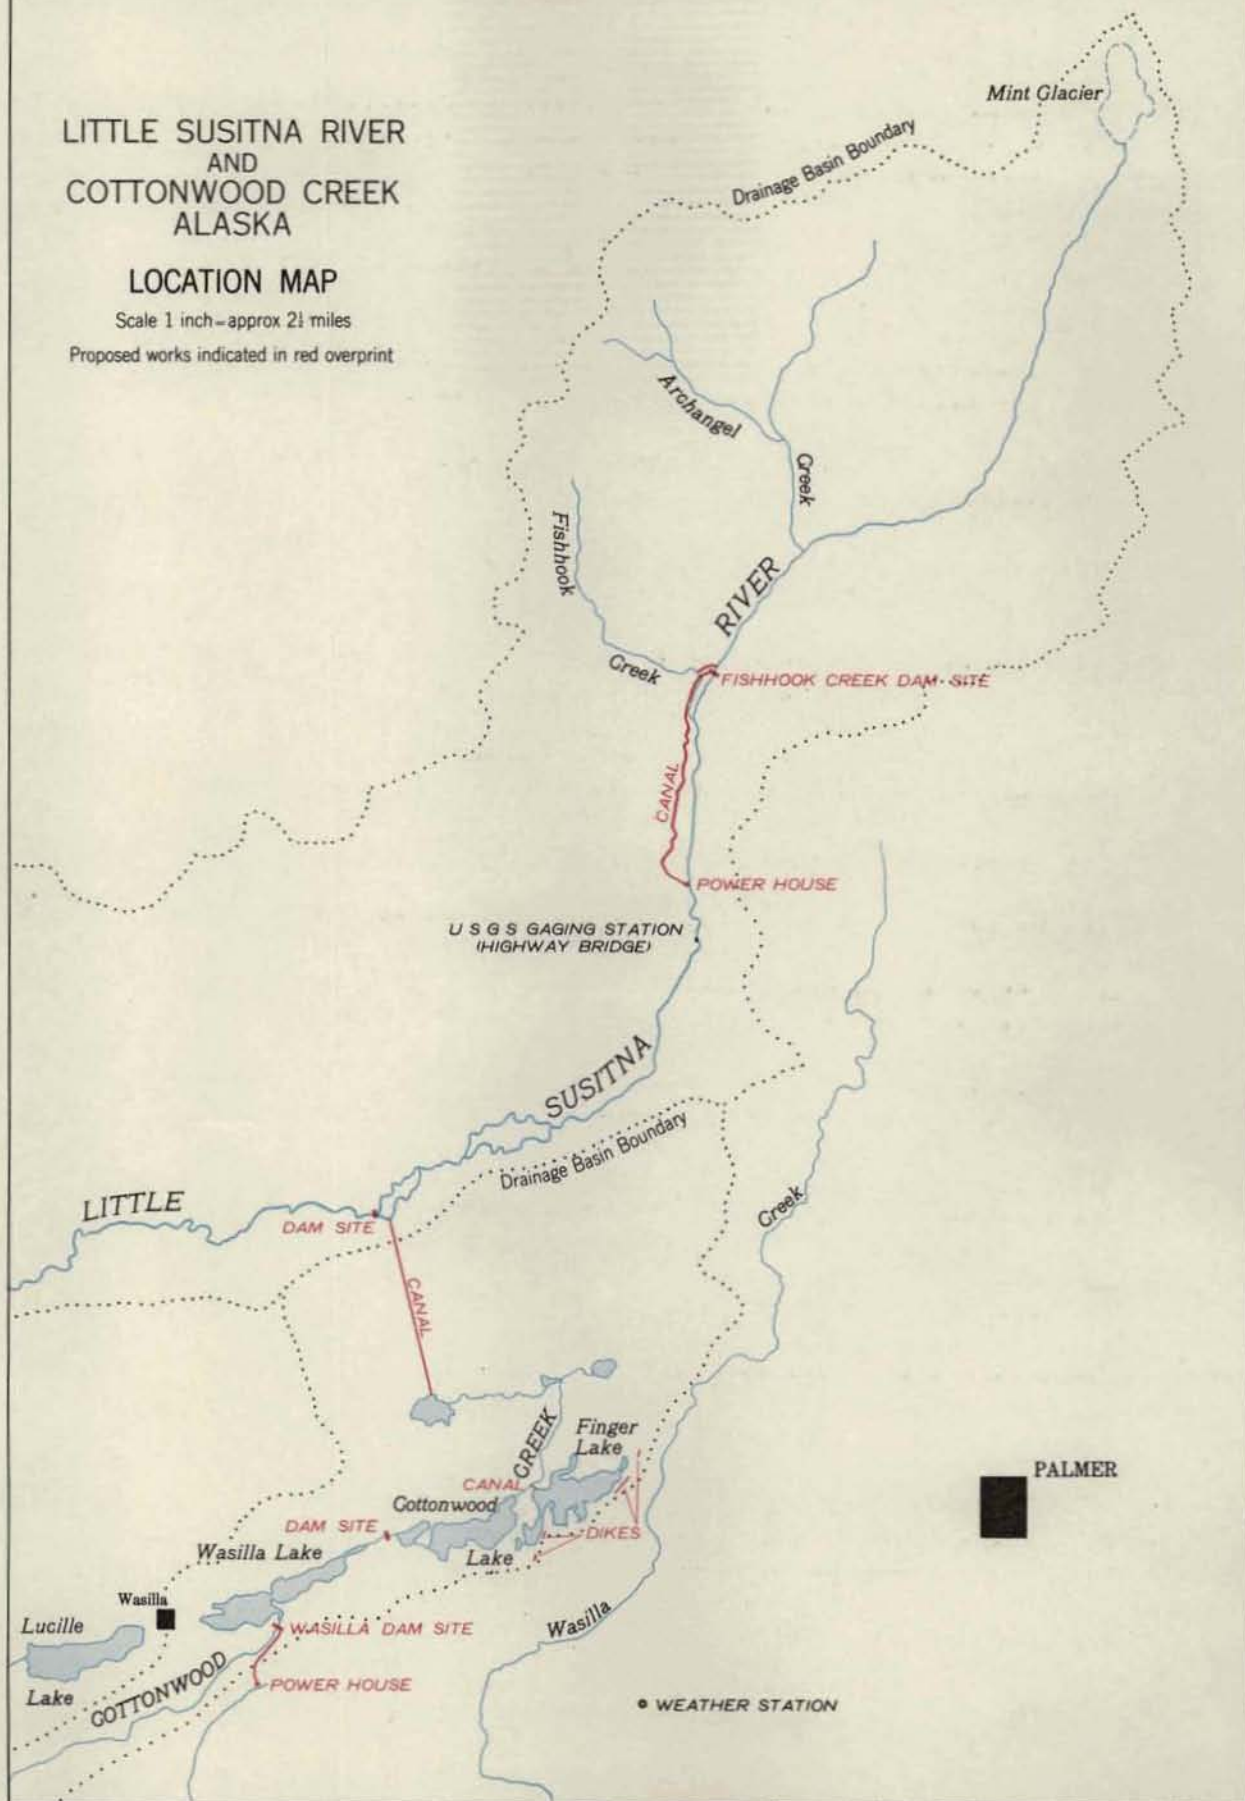 LITTLE SUSITNA RIVER
AND
COTTONWOOD CREEK
ALASKA
LOCATION MAP
Scale 1 inch=approx 2½ miles
Proposed works indicated in red overprint
Mint Glacier
Drainage Basin Boundary
Archangel
Creek
Fishhook
Creek
RIVER
FISHHOOK CREEK DAM SITE
CANAL
POWER HOUSE
U S G S GAGING STATION
(HIGHWAY BRIDGE)
SUSITNA
Drainage Basin Boundary
LITTLE
DAM SITE
Creek
CANAL
CREEK
Finger
Lake
PALMER
CANAL
Cottonwood
DAM SITE
DIKES
Wasilla Lake
Lake
Wasilla
Lucille
Wasilla
WASILLA DAM SITE
COTTONWOOD
POWER HOUSE
Lake
WEATHER STATION